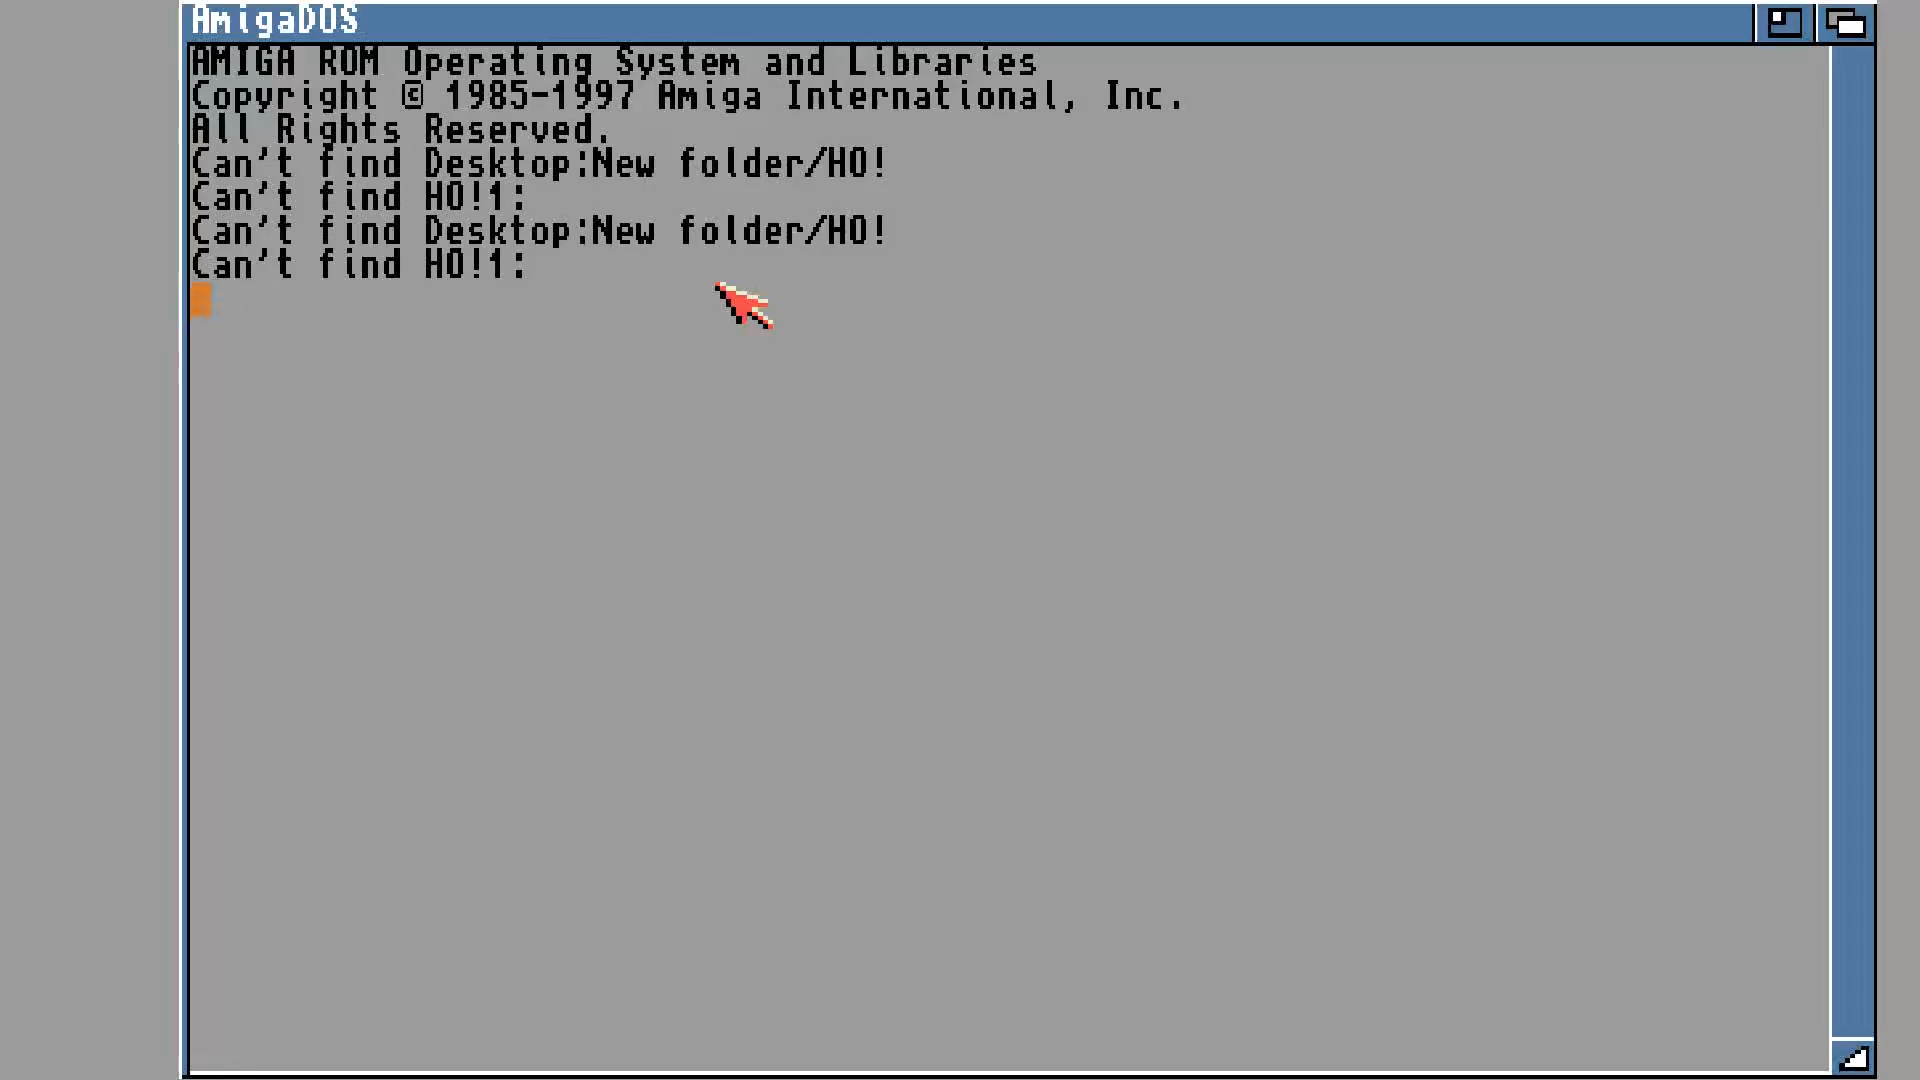 AmigaDOS
AMIGA ROM Operating System and Libraries
Copyright © 1985-1997 Amiga International, Inc.
All Rights Reserved.
Can't find Desktop:New folder/HO!
Can't find HO!1:
Can't find Desktop:New folder/HO!
Can't find HO!1: